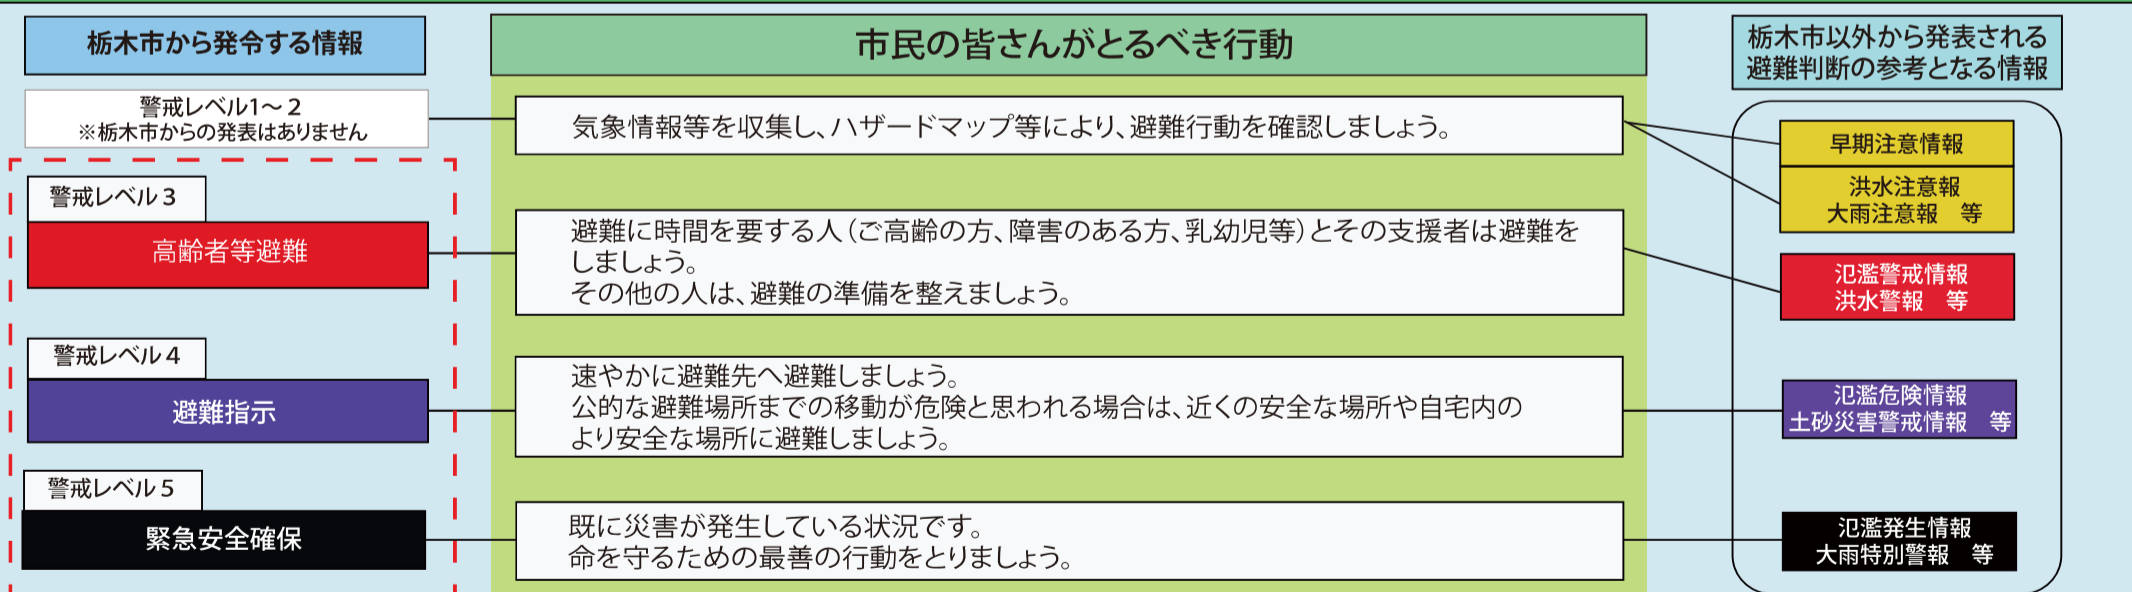 栃木市から発令する情報
市民の皆さんがとるべき行動
栃木市以外から発表される
避難判断の参考となる情報
警戒レベル1～2
※栃木市からの発表はありません
気象情報等を収集し、ハザードマップ等により、避難行動を確認しましょう。
早期注意情報
洪水注意報
大雨注意報　等
警戒レベル3
高齢者等避難
避難に時間を要する人（ご高齢の方、障害のある方、乳幼児等）とその支援者は避難を
しましょう。
その他の人は、避難の準備を整えましょう。
氾濫警戒情報
洪水警報　等
警戒レベル4
避難指示
速やかに避難先へ避難しましょう。
公的な避難場所までの移動が危険と思われる場合は、近くの安全な場所や自宅内の
より安全な場所に避難しましょう。
氾濫危険情報
土砂災害警戒情報　等
警戒レベル5
緊急安全確保
既に災害が発生している状況です。
命を守るための最善の行動をとりましょう。
氾濫発生情報
大雨特別警報　等